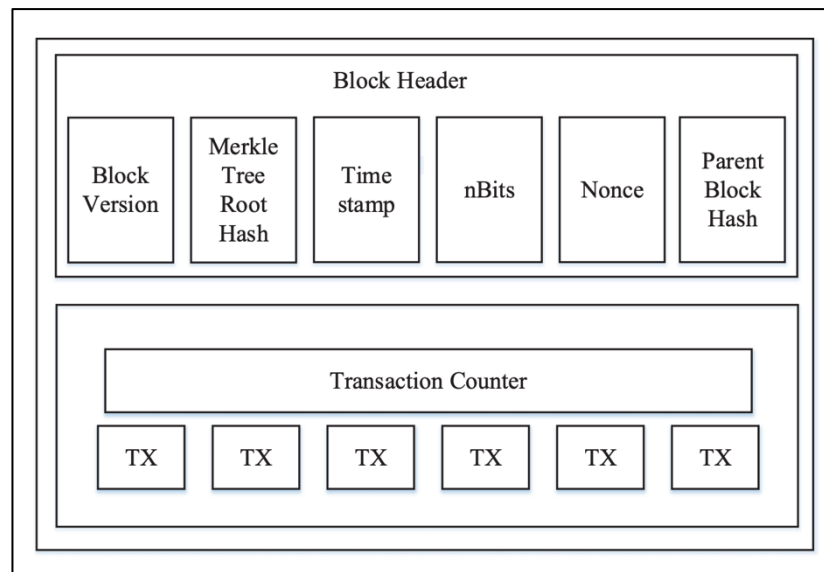 Block Header
Block
Version
Merkle
Tree
Root
Hash
Time
stamp
nBits
Nonce
Parent
Block
Hash
Transaction Counter
TX
TX
TX
TX
TX
TX